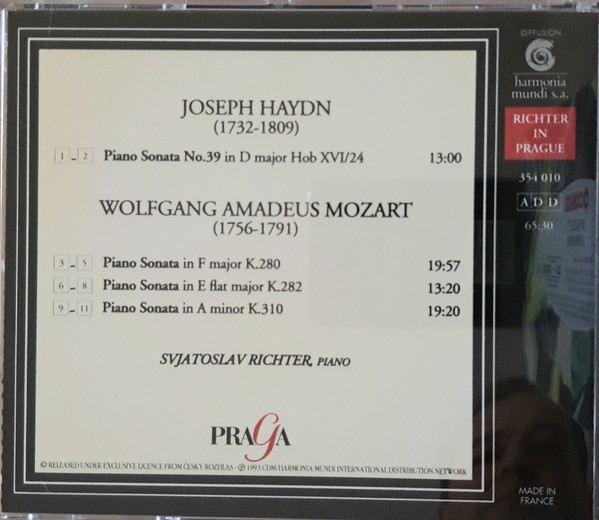 JOSEPH HAYDN
(1732-1809)
1 - 2 Piano Sonata No.39 in D major Hob XVI/24 13:00
WOLFGANG AMADEUS MOZART
(1756-1791)
3 - 5 Piano Sonata in F major K.280 19:57
6 - 8 Piano Sonata in E flat major K.282 13:20
9 - 11 Piano Sonata in A minor K.310 19:20
SVJATOSLAV RICHTER, PIANO
PRAGA
© RELEASED UNDER EXCLUSIVE LICENCE FROM ČESKY ROZHLAS - ℗ 1993 CDM/HARMONIA MUNDI INTERNATIONAL DISTRIBUTION NETWORK
DIFFUSION
harmonia
mundi s.a.
RICHTER
IN
PRAGUE
354 010
A D D
65:30
MADE IN
FRANCE